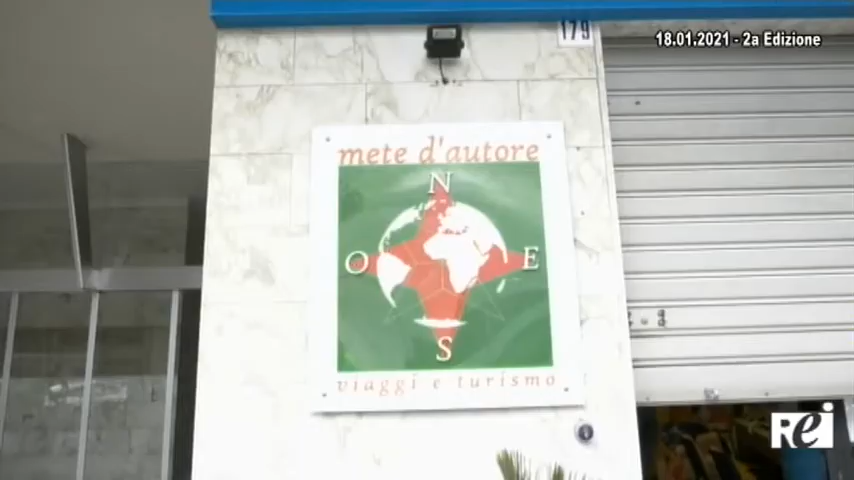 179
18.01.2021 - 2a Edizione
mete d'autore
N
O E
S
viaggi e turismo
Rei